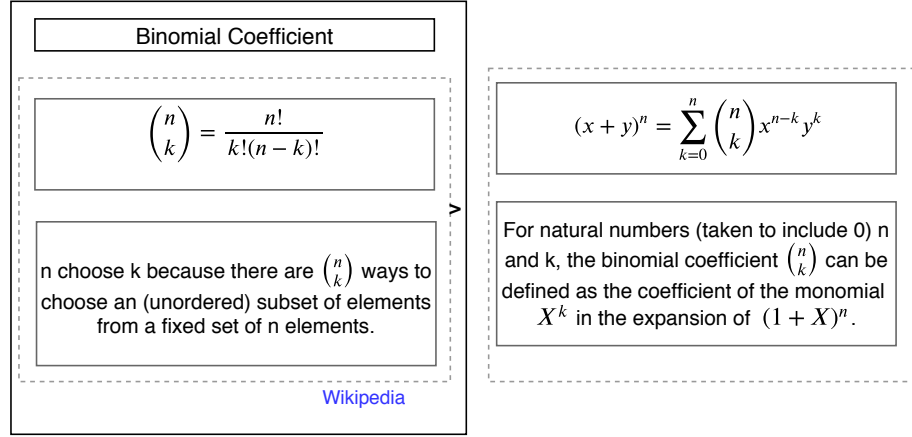 Binomial Coefficient
\binom{n}{k} = \frac{n!}{k!(n-k)!}
n choose k because there are \binom{n}{k} ways to
choose an (unordered) subset of elements
from a fixed set of n elements.
Wikipedia
>
(x + y)^n = \sum_{k=0}^{n} \binom{n}{k} x^{n-k} y^k
For natural numbers (taken to include 0) n
and k, the binomial coefficient \binom{n}{k} can be
defined as the coefficient of the monomial
X^k in the expansion of (1 + X)^n.